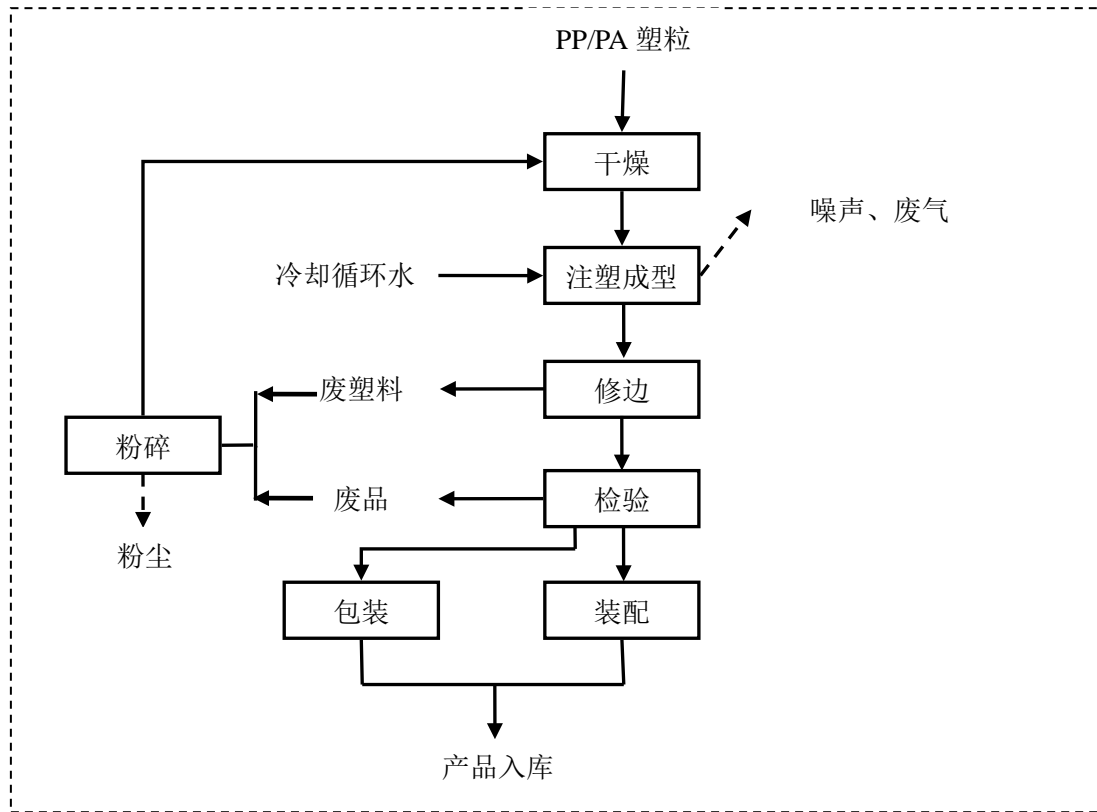 PP/PA 塑粒
干燥
噪声、废气
冷却循环水
注塑成型
废塑料
修边
粉碎
废品
检验
粉尘
包装
装配
产品入库